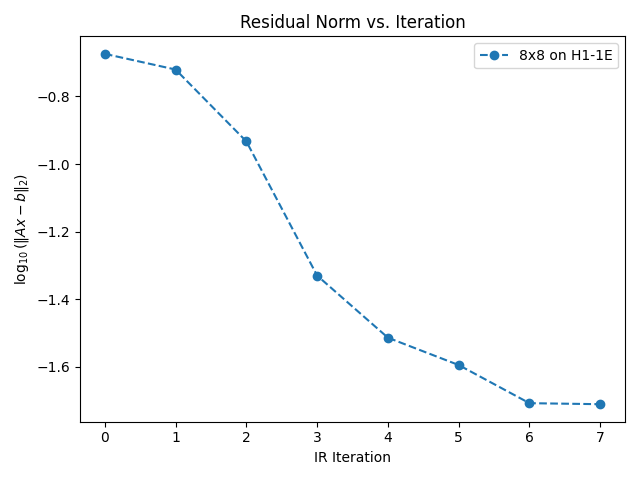 Residual Norm vs. Iteration
8x8 on H1-1E
log₁₀(‖Ax − b‖₂)
−0.8
−1.0
−1.2
−1.4
−1.6
0 1 2 3 4 5 6 7
IR Iteration